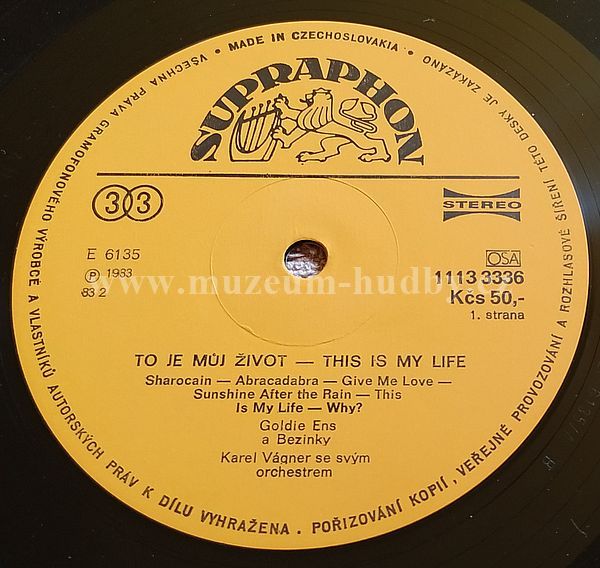 VŠECHNA PRÁVA GRAMOFONOVÉHO VÝROBCE A VLASTNÍKŮ AUTORSKÝCH PRÁV K DÍLU VYHRAŽENA . POŘIZOVÁNÍ KOPIÍ, VEŘEJNÉ PROVOZOVÁNÍ A ROZHLASOVÉ ŠÍŘENÍ TÉTO DESKY JE ZAKÁZÁNO • MADE IN CZECHOSLOVAKIA •
SUPRAPHON
33
STEREO
E 6135
Ⓟ 1983
83 2
OSA
1113 3336
Kčs 50,-
1. strana
www.muzeum-hudby.cz
TO JE MŮJ ŽIVOT — THIS IS MY LIFE
Sharocain — Abracadabra — Give Me Love —
Sunshine After the Rain — This
Is My Life — Why?
Goldie Ens
a Bezinky
Karel Vágner se svým
orchestrem